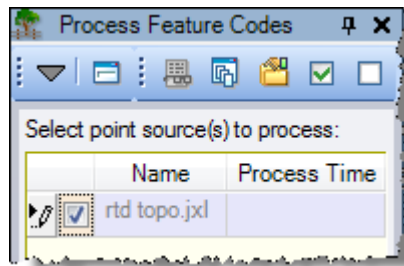 Process Feature Codes
Select point source(s) to process:
Name Process Time
rtd topo.jxl